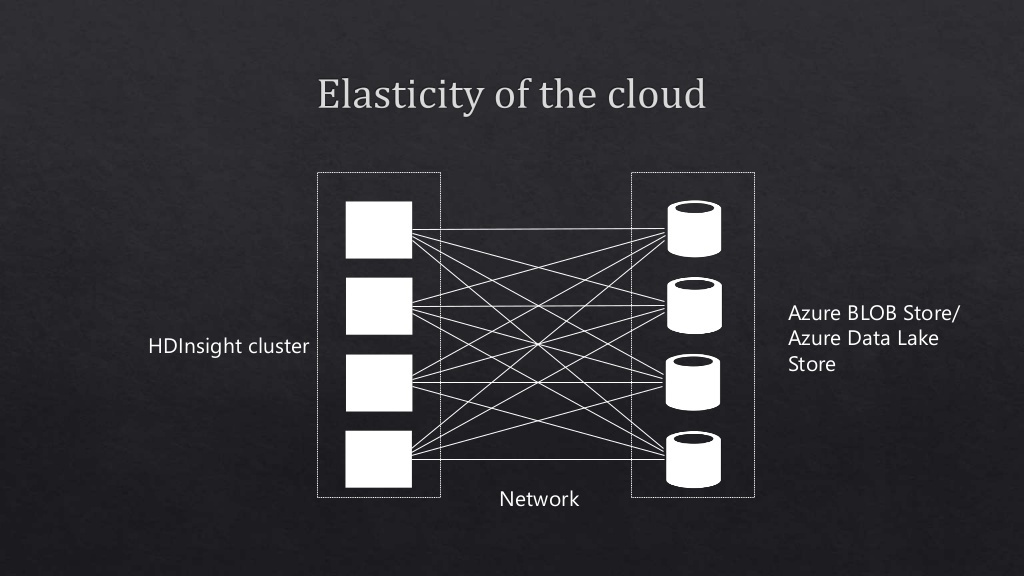 Elasticity of the cloud
HDInsight cluster
Azure BLOB Store/
Azure Data Lake
Store
Network